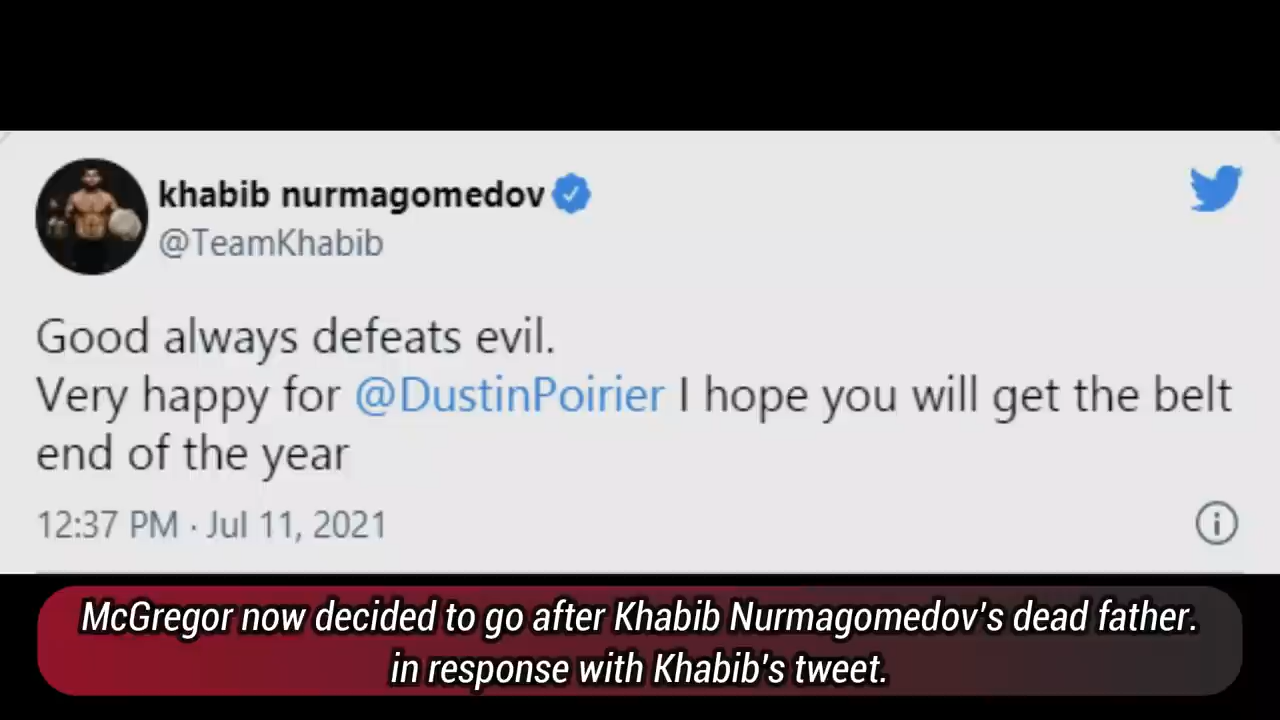 khabib nurmagomedov
@TeamKhabib
Good always defeats evil.
Very happy for @DustinPoirier I hope you will get the belt
end of the year
12:37 PM · Jul 11, 2021
McGregor now decided to go after Khabib Nurmagomedov's dead father.
in response with Khabib's tweet.